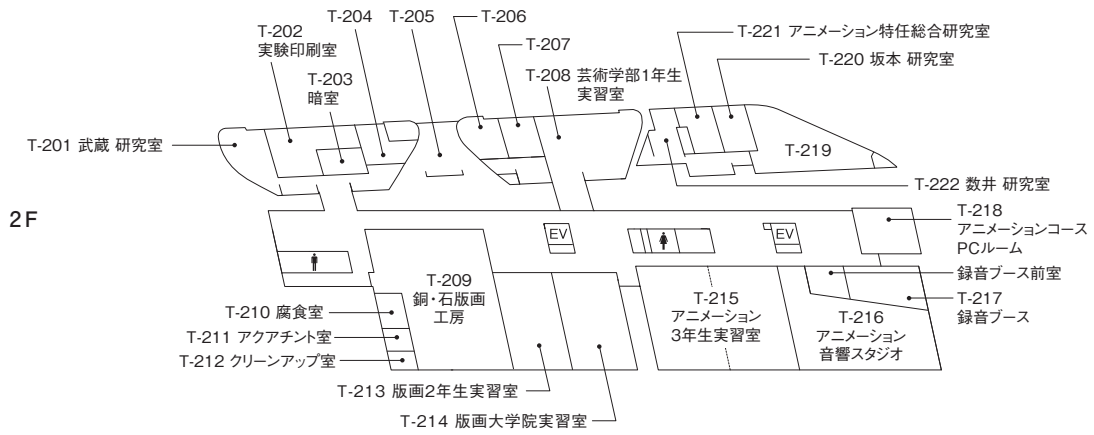 T-202
実験印刷室
T-203
暗室
T-204
T-205
T-206
T-207
T-208 芸術学部1年生
実習室
T-221 アニメーション特任総合研究室
T-220 坂本 研究室
T-201 武蔵 研究室
T-219
T-222 数井 研究室
2F
EV
EV
T-218
アニメーションコース
PCルーム
録音ブース前室
T-217
録音ブース
T-209
銅・石版画
工房
T-210 腐食室
T-211 アクアチント室
T-212 クリーンアップ室
T-215
アニメーション
3年生実習室
T-216
アニメーション
音響スタジオ
T-213 版画2年生実習室
T-214 版画大学院実習室